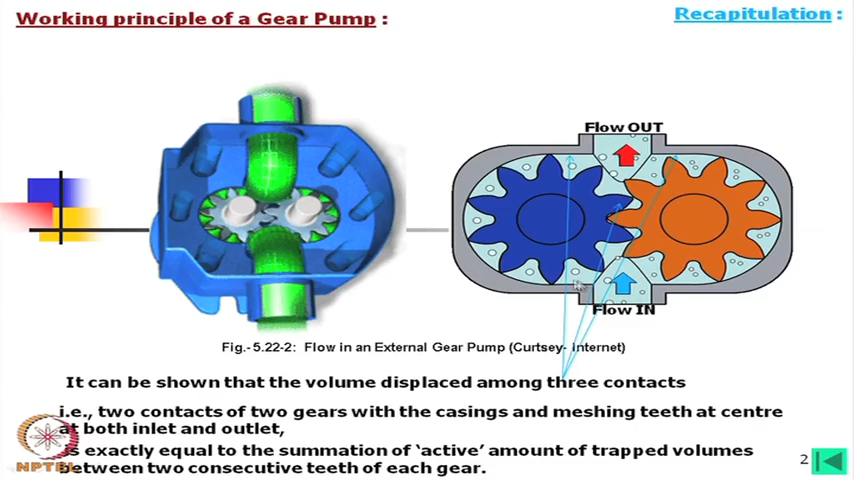 Working principle of a Gear Pump :
Recapitulation :
Flow OUT
Flow IN
Fig.- 5.22-2: Flow in an External Gear Pump (Curtsey- Internet)
It can be shown that the volume displaced among three contacts
i.e., two contacts of two gears with the casings and meshing teeth at centre
at both inlet and outlet,
is exactly equal to the summation of ‘active’ amount of trapped volumes
between two consecutive teeth of each gear.
NPTEL
2